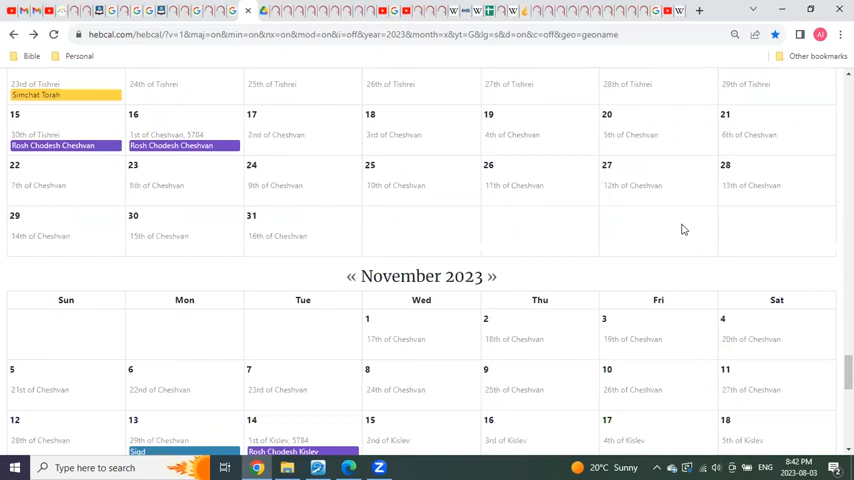 hebcal.com/hebcal/?v=1&maj=on&min=on&nx=on&mod=on&i=off&year=2023&month=x&yt=G&lg=s&d=on&c=off&geo=geoname
Bible Personal Other bookmarks
23rd of Tishrei 24th of Tishrei 25th of Tishrei 26th of Tishrei 27th of Tishrei 28th of Tishrei 29th of Tishrei
Simchat Torah
15 16 17 18 19 20 21
30th of Tishrei 1st of Cheshvan, 5784 2nd of Cheshvan 3rd of Cheshvan 4th of Cheshvan 5th of Cheshvan 6th of Cheshvan
Rosh Chodesh Cheshvan Rosh Chodesh Cheshvan
22 23 24 25 26 27 28
7th of Cheshvan 8th of Cheshvan 9th of Cheshvan 10th of Cheshvan 11th of Cheshvan 12th of Cheshvan 13th of Cheshvan
29 30 31
14th of Cheshvan 15th of Cheshvan 16th of Cheshvan
« November 2023 »
Sun Mon Tue Wed Thu Fri Sat
1 2 3 4
17th of Cheshvan 18th of Cheshvan 19th of Cheshvan 20th of Cheshvan
5 6 7 8 9 10 11
21st of Cheshvan 22nd of Cheshvan 23rd of Cheshvan 24th of Cheshvan 25th of Cheshvan 26th of Cheshvan 27th of Cheshvan
12 13 14 15 16 17 18
28th of Cheshvan 29th of Cheshvan 1st of Kislev, 5784 2nd of Kislev 3rd of Kislev 4th of Kislev 5th of Kislev
Sigd Rosh Chodesh Kislev
Type here to search 20°C Sunny ENG 8:42 PM
2023-08-03